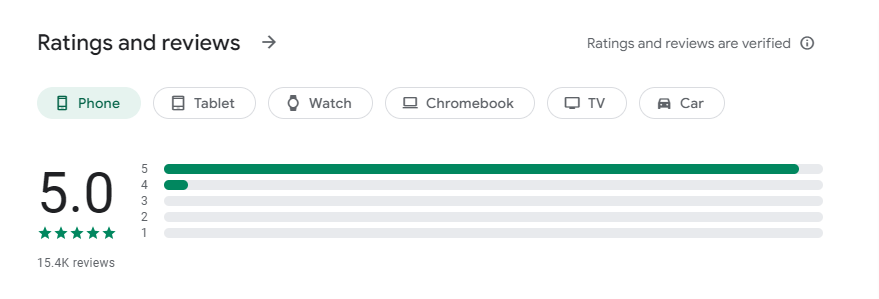 Ratings and reviews
Ratings and reviews are verified
Phone Tablet Watch Chromebook TV Car
5.0
5
4
3
2
1
15.4K reviews